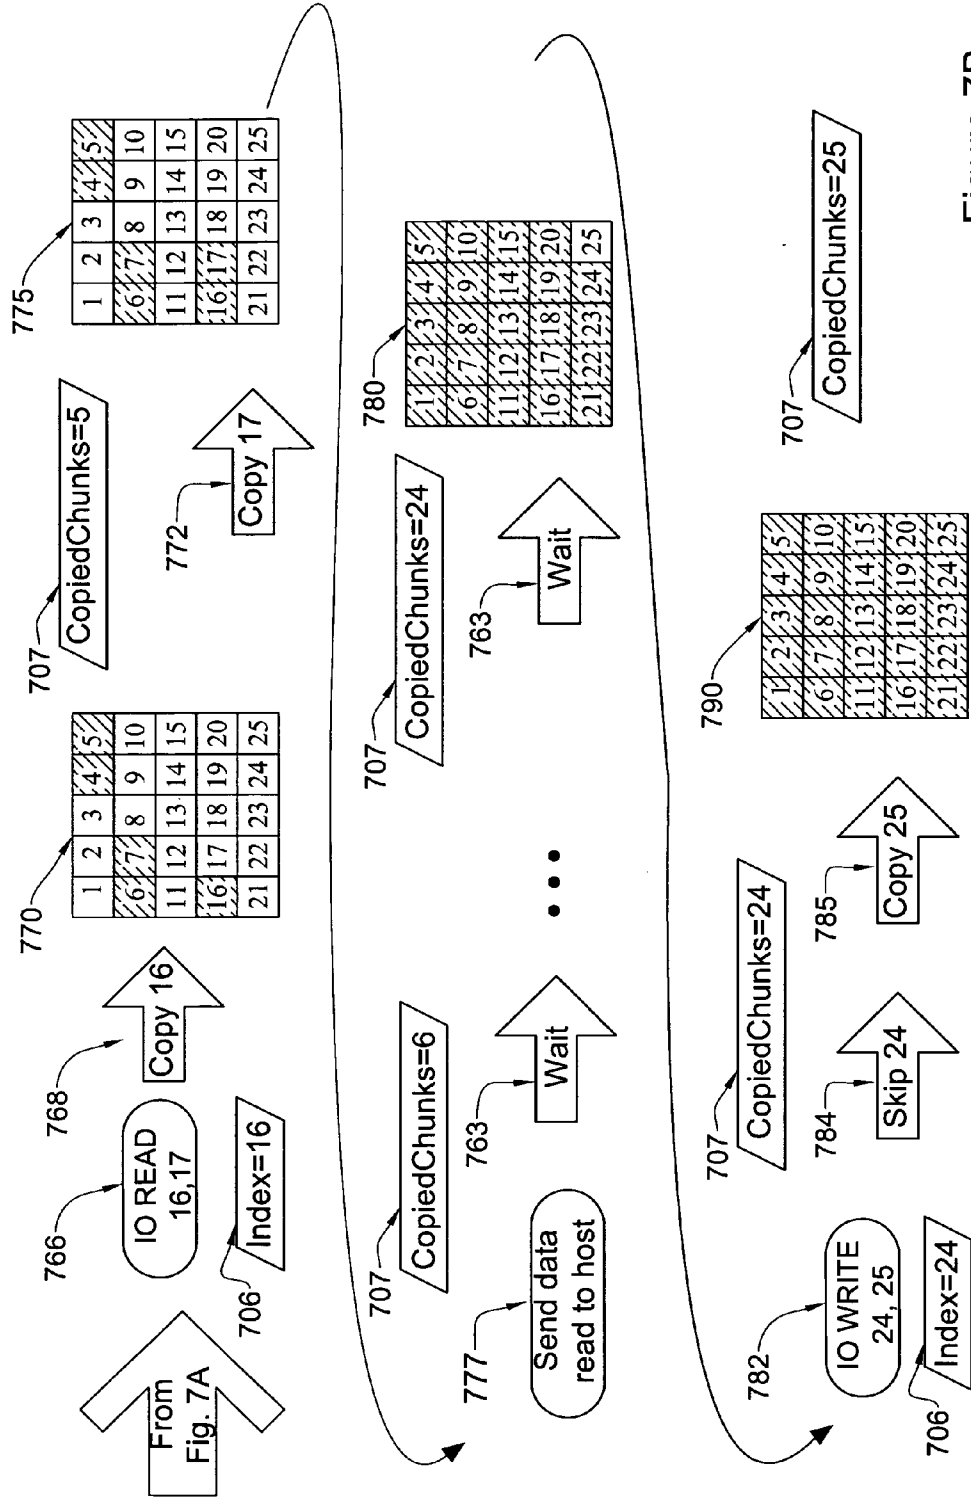 From
Fig. 7A
766
IO READ
16,17
706
Index=16
768
Copy 16
770
1 2 3 4 5
6 7 8 9 10
11 12 13 14 15
16 17 18 19 20
21 22 23 24 25
707
CopiedChunks=5
772
Copy 17
775
1 2 3 4 5
6 7 8 9 10
11 12 13 14 15
16 17 18 19 20
21 22 23 24 25
777
Send data
read to host
707
CopiedChunks=6
763
Wait
707
CopiedChunks=24
763
Wait
780
1 2 3 4 5
6 7 8 9 10
11 12 13 14 15
16 17 18 19 20
21 22 23 24 25
782
IO WRITE
24, 25
706
Index=24
707
CopiedChunks=24
784
Skip 24
785
Copy 25
790
1 2 3 4 5
6 7 8 9 10
11 12 13 14 15
16 17 18 19 20
21 22 23 24 25
707
CopiedChunks=25